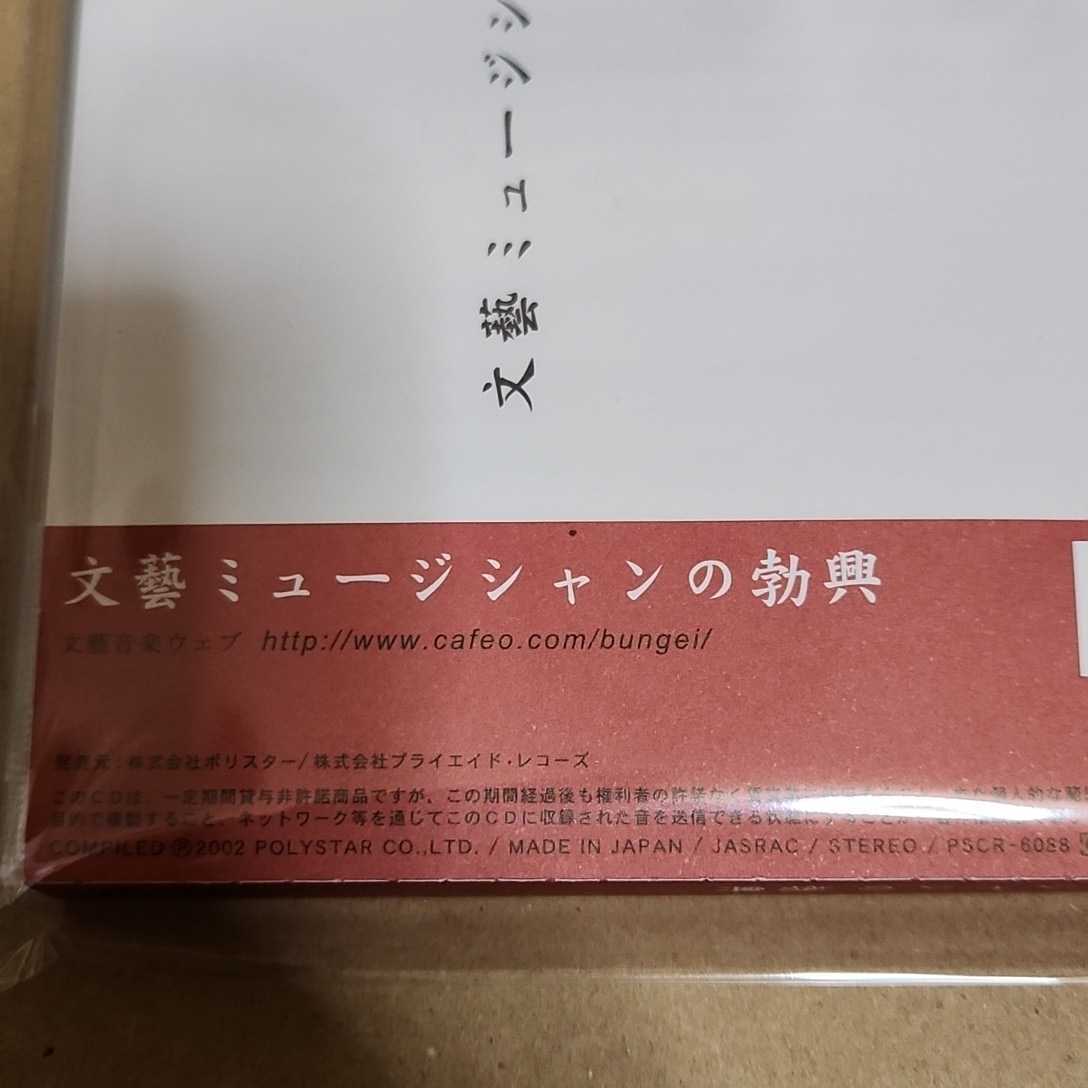 文藝ミュージシ
文藝ミュージシャンの勃興
文藝音楽ウェブ http://www.cafeo.com/bungei/
発売元：株式会社ポリスター/株式会社ブライエイド・レコーズ
このCDは、一定期間貸与非許諾商品ですが、この期間経過後も権利者の許諾なく
目的で複製すること、ネットワーク等を通じてこのCDに収録された音を送信できる状態にすることが
COMPILED ℗2002 POLYSTAR CO.,LTD. / MADE IN JAPAN / JASRAC / STEREO / PSCR-6088